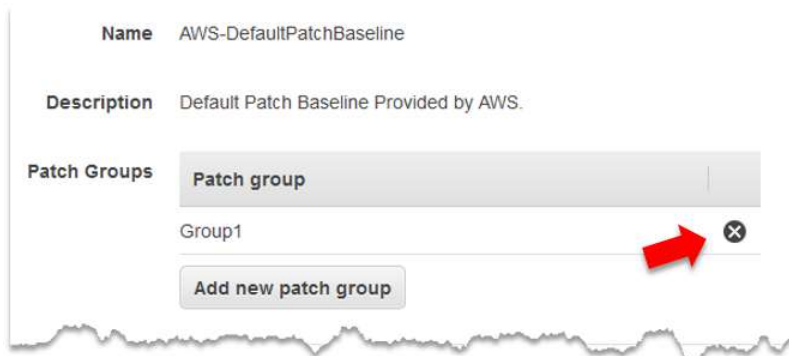 Name AWS-DefaultPatchBaseline
Description Default Patch Baseline Provided by AWS.
Patch Groups Patch group
Group1
Add new patch group